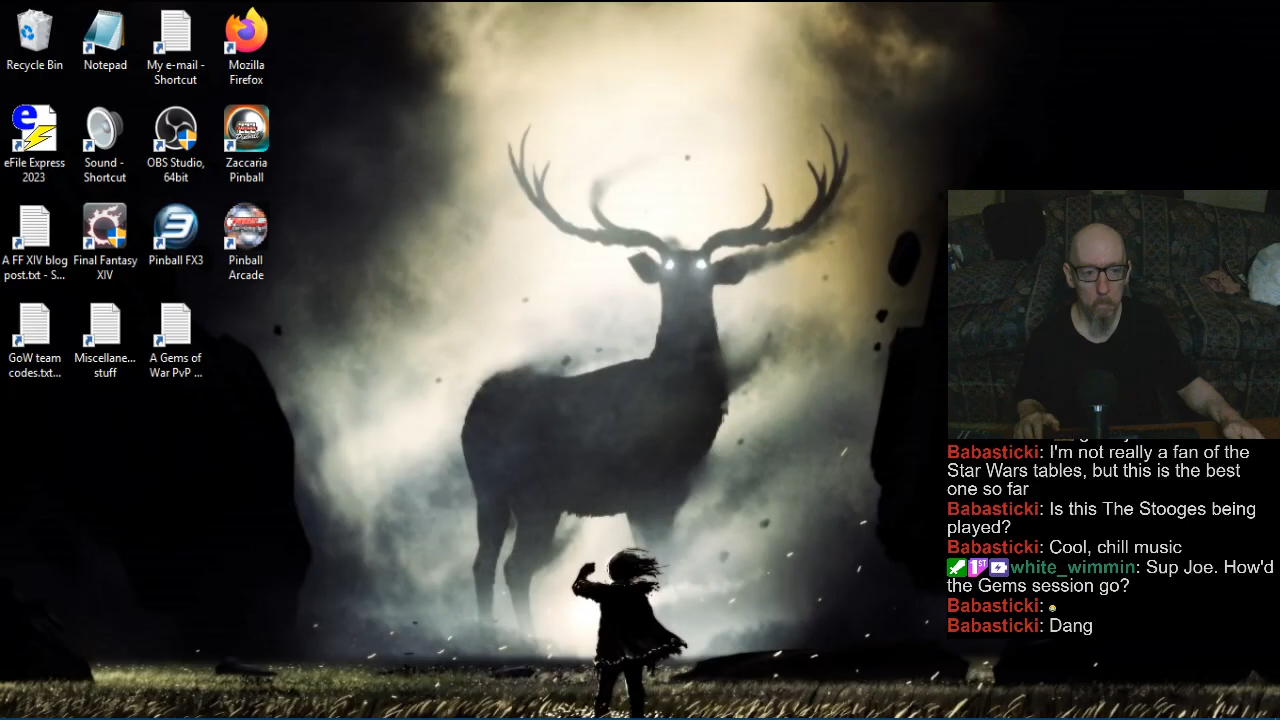 Recycle Bin
Notepad
My e-mail -
Shortcut
Mozilla
Firefox
eFile Express
2023
Sound -
Shortcut
OBS Studio,
64bit
Zaccaria
Pinball
A FF XIV blog
post.txt - S...
Final Fantasy
XIV
Pinball FX3
Pinball
Arcade
GoW team
codes.txt...
Miscellane...
stuff
A Gems of
War PvP ...
Babasticki: I'm not really a fan of the
Star Wars tables, but this is the best
one so far
Babasticki: Is this The Stooges being
played?
Babasticki: Cool, chill music
1ST white_wimmin: Sup Joe. How'd
the Gems session go?
Babasticki:
Babasticki: Dang